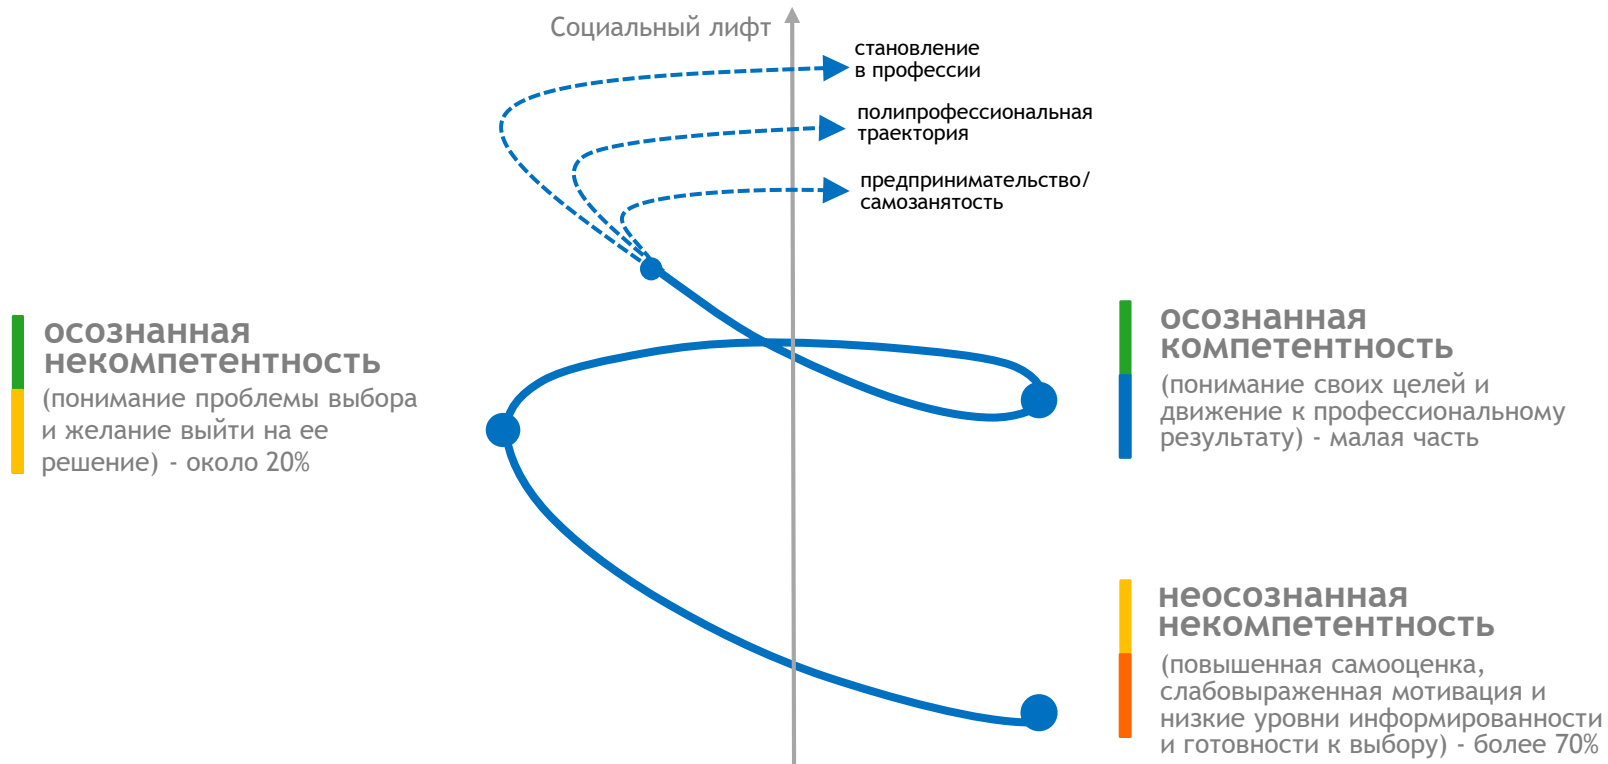 Социальный лифт
становление
в профессии
полипрофессиональная
траектория
предпринимательство/
самозанятость
осознанная
некомпетентность
(понимание проблемы выбора
и желание выйти на ее
решение) - около 20%
осознанная
компетентность
(понимание своих целей и
движение к профессиональному
результату) - малая часть
неосознанная
некомпетентность
(повышенная самооценка,
слабовыраженная мотивация и
низкие уровни информированности
и готовности к выбору) - более 70%